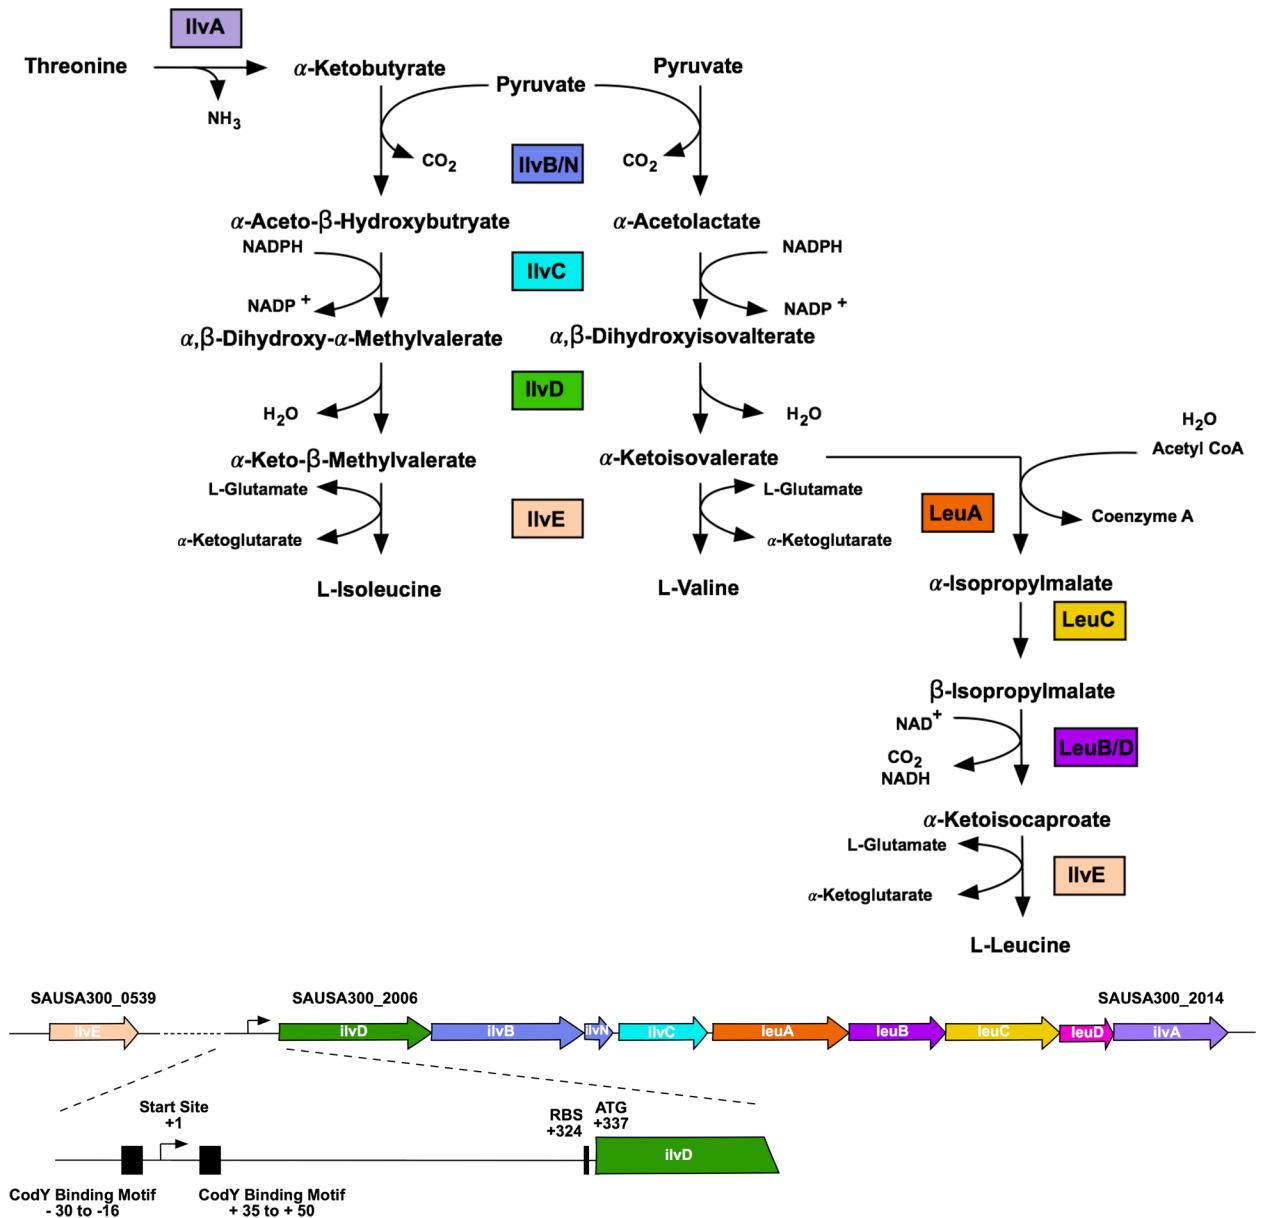 IlvA
Threonine
α-Ketobutyrate
Pyruvate
Pyruvate
NH3
CO2
IlvB/N
CO2
α-Aceto-β-Hydroxybutryate
α-Acetolactate
NADPH
NADPH
IlvC
NADP +
NADP +
α,β-Dihydroxy-α-Methylvalerate
α,β-Dihydroxyisovalterate
IlvD
H2O
H2O
H2O
Acetyl CoA
α-Keto-β-Methylvalerate
α-Ketoisovalerate
L-Glutamate
L-Glutamate
IlvE
LeuA
Coenzyme A
α-Ketoglutarate
α-Ketoglutarate
L-Isoleucine
L-Valine
α-Isopropylmalate
LeuC
β-Isopropylmalate
NAD+
LeuB/D
CO2
NADH
α-Ketoisocaproate
L-Glutamate
IlvE
α-Ketoglutarate
L-Leucine
SAUSA300_0539
SAUSA300_2006
SAUSA300_2014
ilvE
ilvD
ilvB
ilvN
ilvC
leuA
leuB
leuC
leuD
ilvA
Start Site
+1
RBS
+324
ATG
+337
ilvD
CodY Binding Motif
- 30 to -16
CodY Binding Motif
+ 35 to + 50